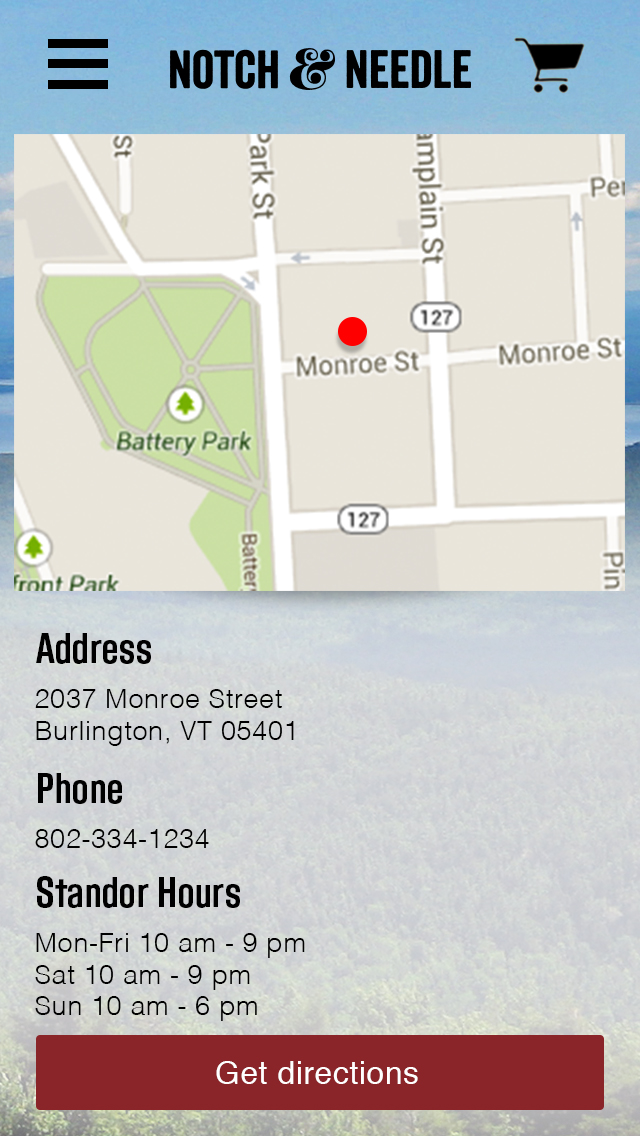 NOTCH & NEEDLE
St
Park St
amplain St
Per
127
Monroe St
Monroe St
Battery Park
127
Battery
front Park
Pin
Address
2037 Monroe Street
Burlington, VT 05401
Phone
802-334-1234
Standor Hours
Mon-Fri 10 am - 9 pm
Sat 10 am - 9 pm
Sun 10 am - 6 pm
Get directions